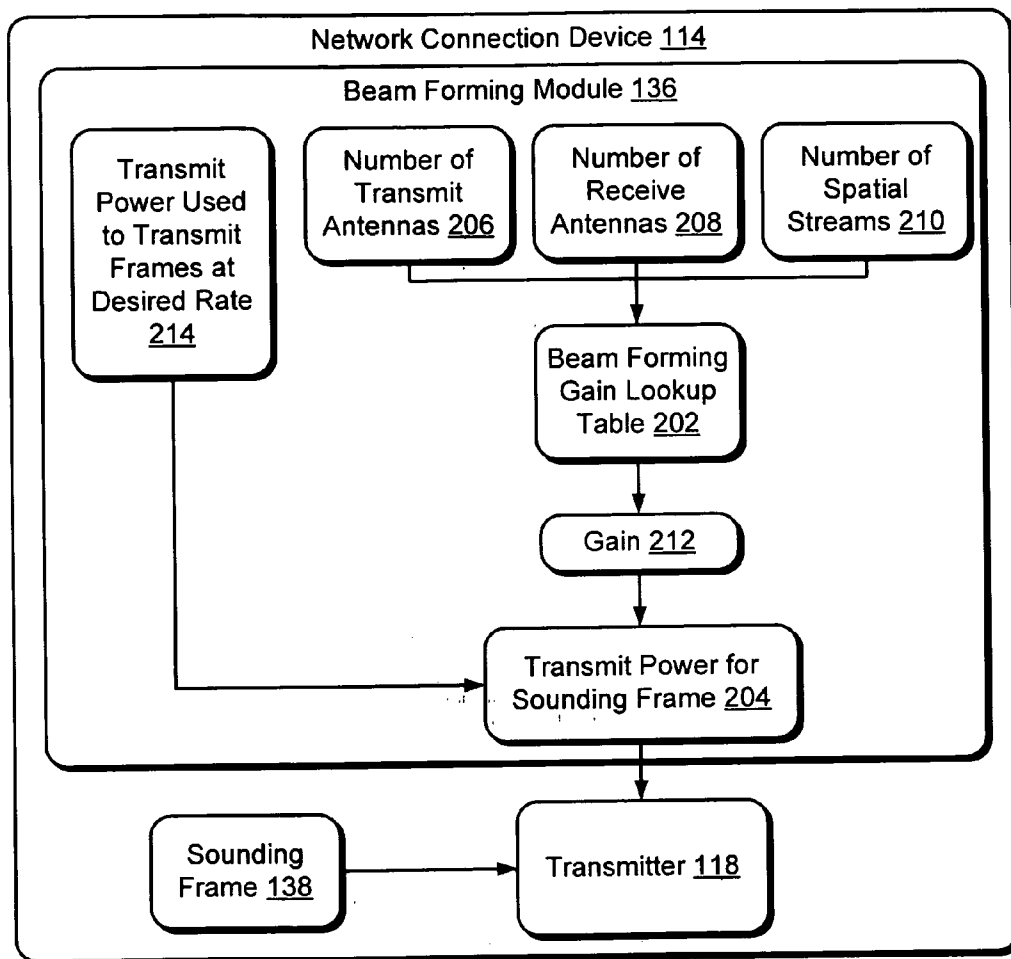 Network Connection Device 114
Beam Forming Module 136
Transmit
Power Used
to Transmit
Frames at
Desired Rate
214
Number of
Transmit
Antennas 206
Number of
Receive
Antennas 208
Number of
Spatial
Streams 210
Beam Forming
Gain Lookup
Table 202
Gain 212
Transmit Power for
Sounding Frame 204
Sounding
Frame 138
Transmitter 118